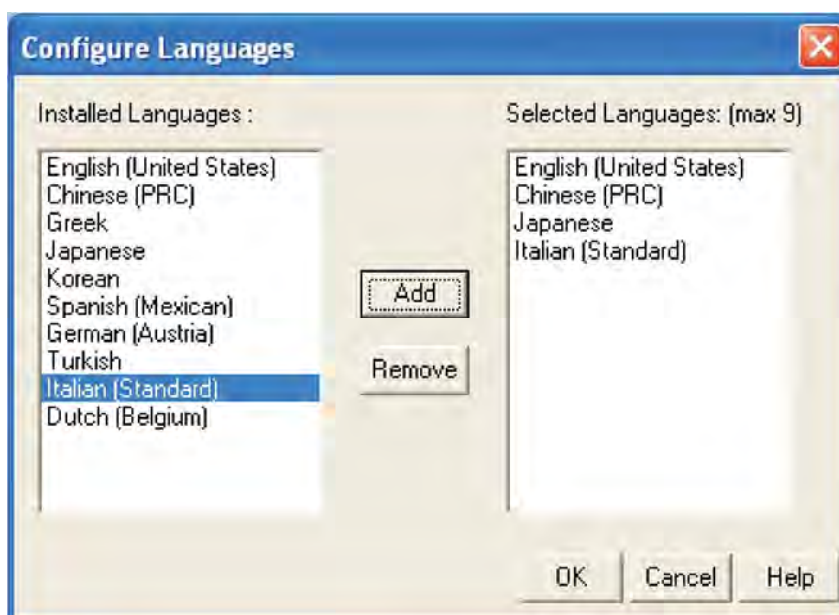 Configure Languages
Installed Languages :
English (United States)
Chinese (PRC)
Greek
Japanese
Korean
Spanish (Mexican)
German (Austria)
Turkish
Italian (Standard)
Dutch (Belgium)
Add
Remove
Selected Languages: (max 9)
English (United States)
Chinese (PRC)
Japanese
Italian (Standard)
OK
Cancel
Help